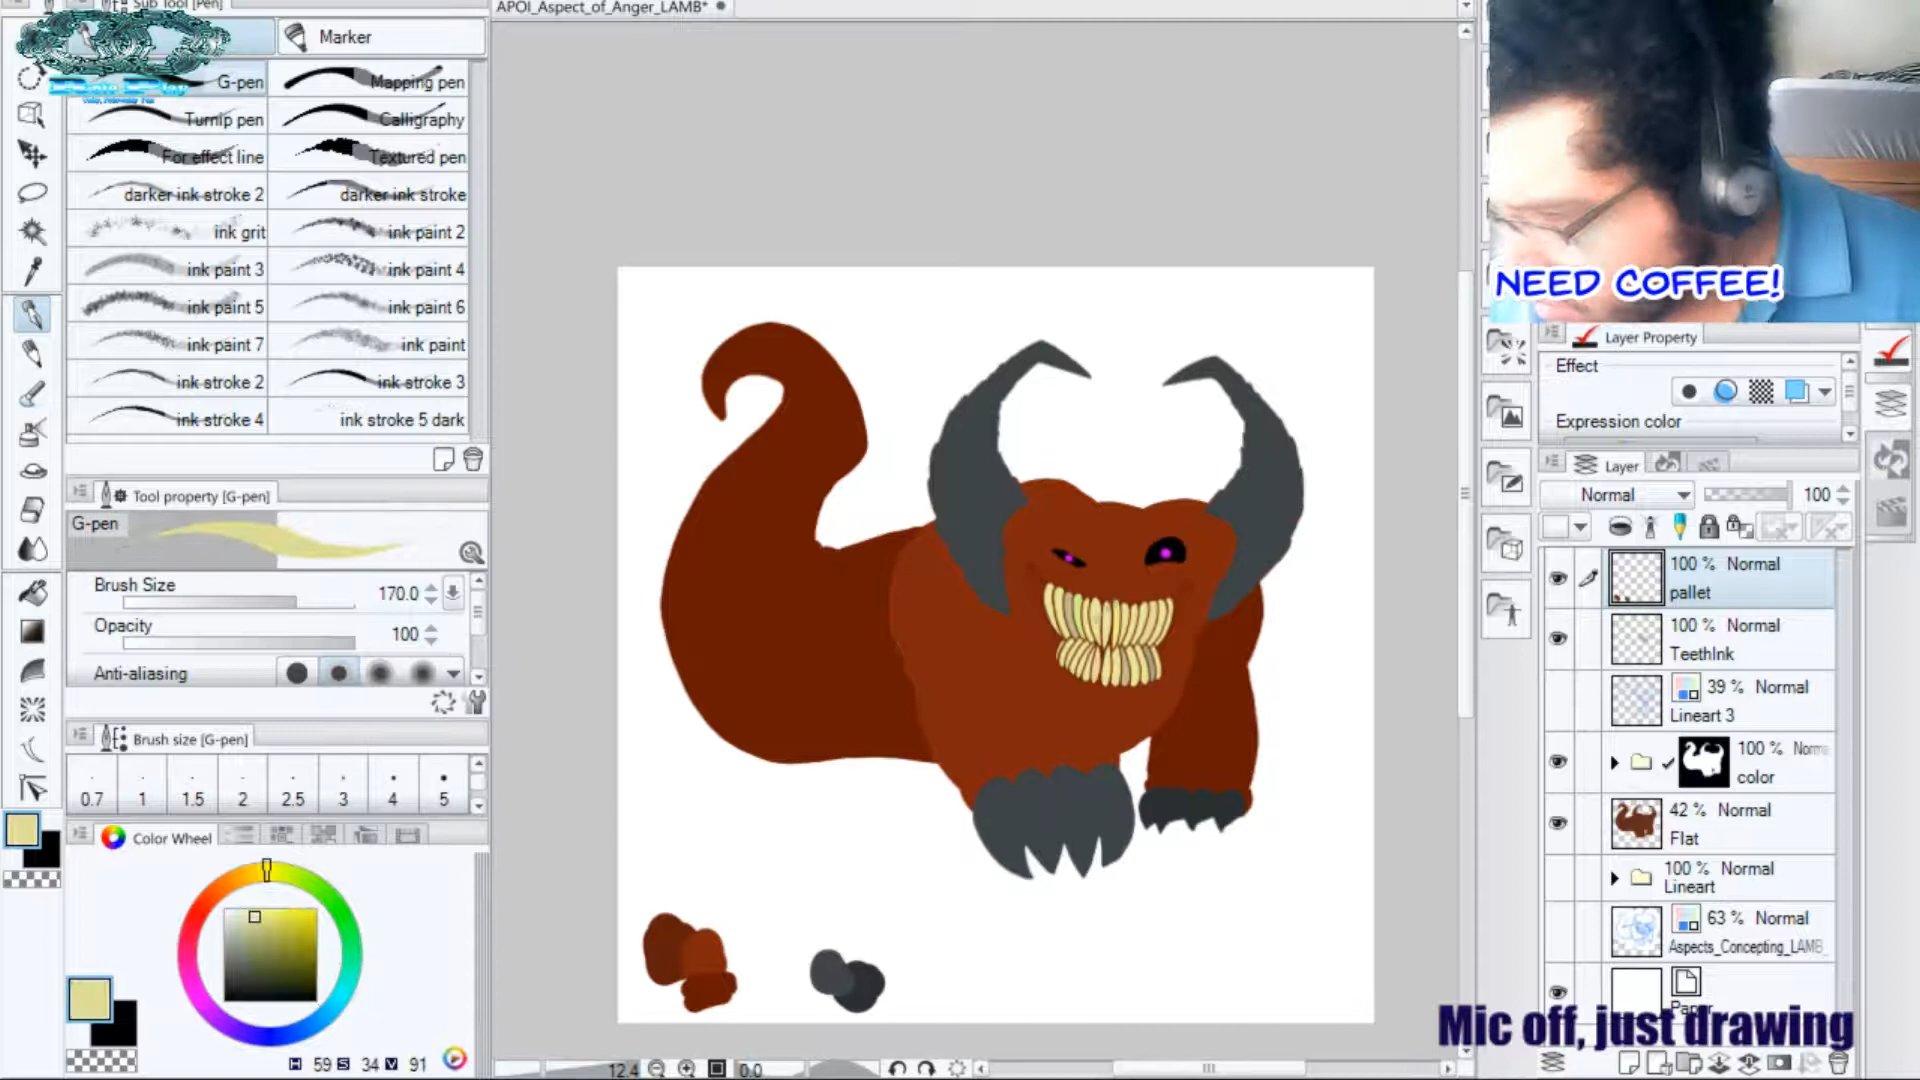 Sub Tool [Pen]
APOI_Aspect_of_Anger_LAMB*
Marker
G-pen
Mapping pen
Turnip pen
Calligraphy
For effect line
Textured pen
darker ink stroke 2
darker ink stroke
ink grit
ink paint 2
ink paint 3
ink paint 4
ink paint 5
ink paint 6
ink paint 7
ink paint
ink stroke 2
ink stroke 3
ink stroke 4
ink stroke 5 dark
Tool property [G-pen]
G-pen
Brush Size
170.0
Opacity
100
Anti-aliasing
Brush size [G-pen]
0.7 1 1.5 2 2.5 3 4 5
Color Wheel
H 59 S 34 V 91
12.4
0.0
NEED COFFEE!
Layer Property
Effect
Expression color
Layer
Normal
100
100 % Normal
pallet
100 % Normal
TeethInk
39 % Normal
Lineart 3
100 % Norm
color
42 % Normal
Flat
100 % Normal
Lineart
63 % Normal
Aspects_Concepting_LAMB_
Paper
Mic off, just drawing